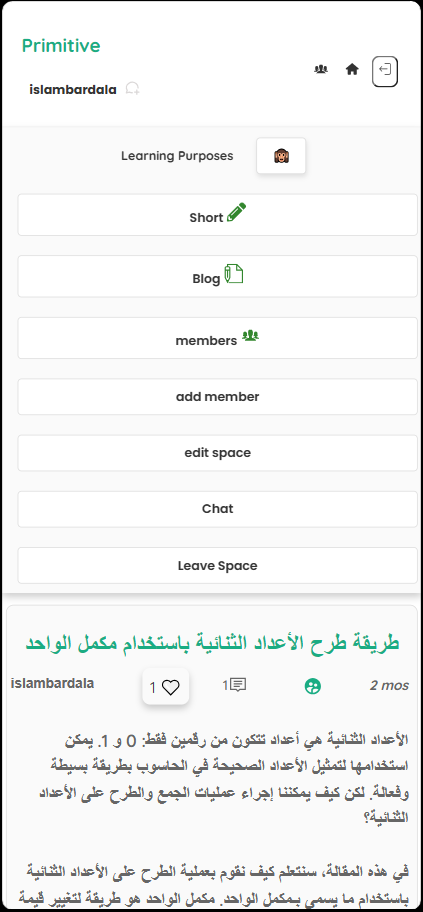 Primitive
islambardala
Learning Purposes
Short
Blog
members
add member
edit space
Chat
Leave Space
طريقة طرح الأعداد الثنائية باستخدام مكمل الواحد
islambardala 1 1 2 mos
الأعداد الثنائية هي أعداد تتكون من رقمين فقط: 0 و 1. يمكن
استخدامها لتمثيل الأعداد الصحيحة في الحاسوب بطريقة بسيطة
وفعالة. لكن كيف يمكننا إجراء عمليات الجمع والطرح على الأعداد
الثنائية؟
في هذه المقالة، سنتعلم كيف نقوم بعملية الطرح على الأعداد الثنائية
باستخدام ما يسمى بـمكمل الواحد. مكمل الواحد هو طريقة لتغيير قيمة